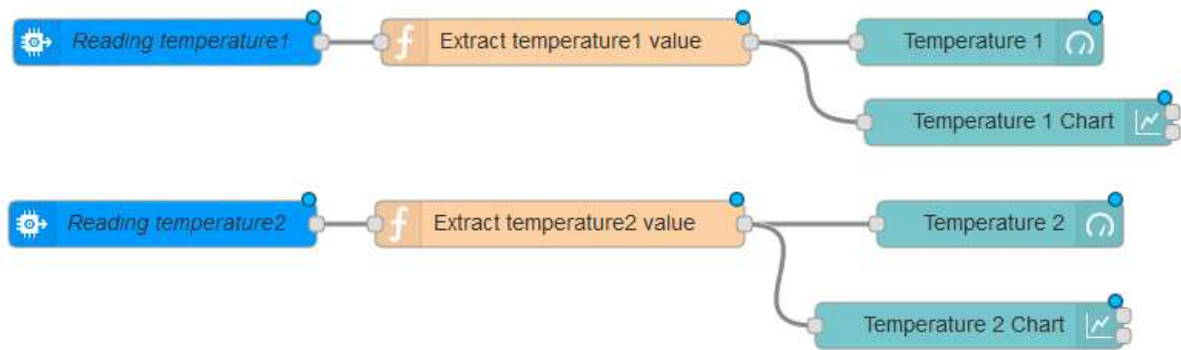 Reading temperature1
Extract temperature1 value
Temperature 1
Temperature 1 Chart
Reading temperature2
Extract temperature2 value
Temperature 2
Temperature 2 Chart